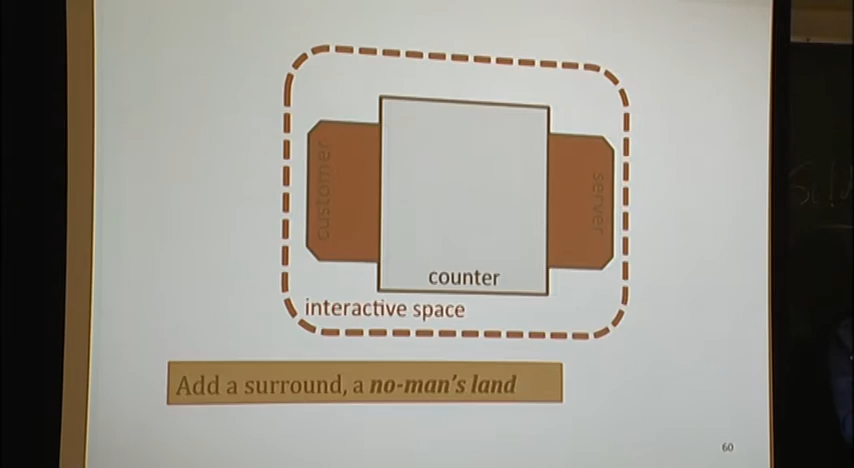 customer
server
counter
interactive space
Add a surround, a no-man's land
60